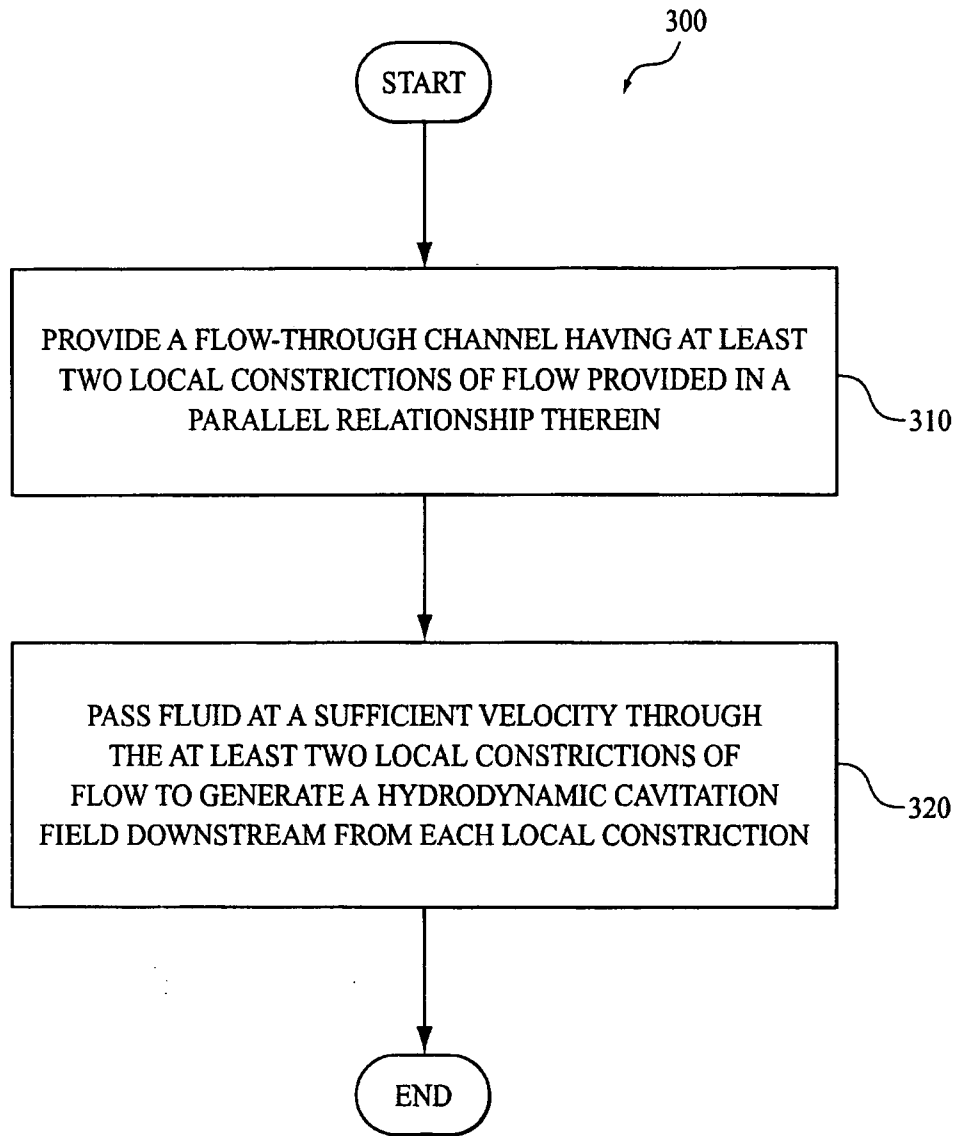 300
START
PROVIDE A FLOW-THROUGH CHANNEL HAVING AT LEAST
TWO LOCAL CONSTRICTIONS OF FLOW PROVIDED IN A
PARALLEL RELATIONSHIP THEREIN
310
PASS FLUID AT A SUFFICIENT VELOCITY THROUGH
THE AT LEAST TWO LOCAL CONSTRICTIONS OF
FLOW TO GENERATE A HYDRODYNAMIC CAVITATION
FIELD DOWNSTREAM FROM EACH LOCAL CONSTRICTION
320
END